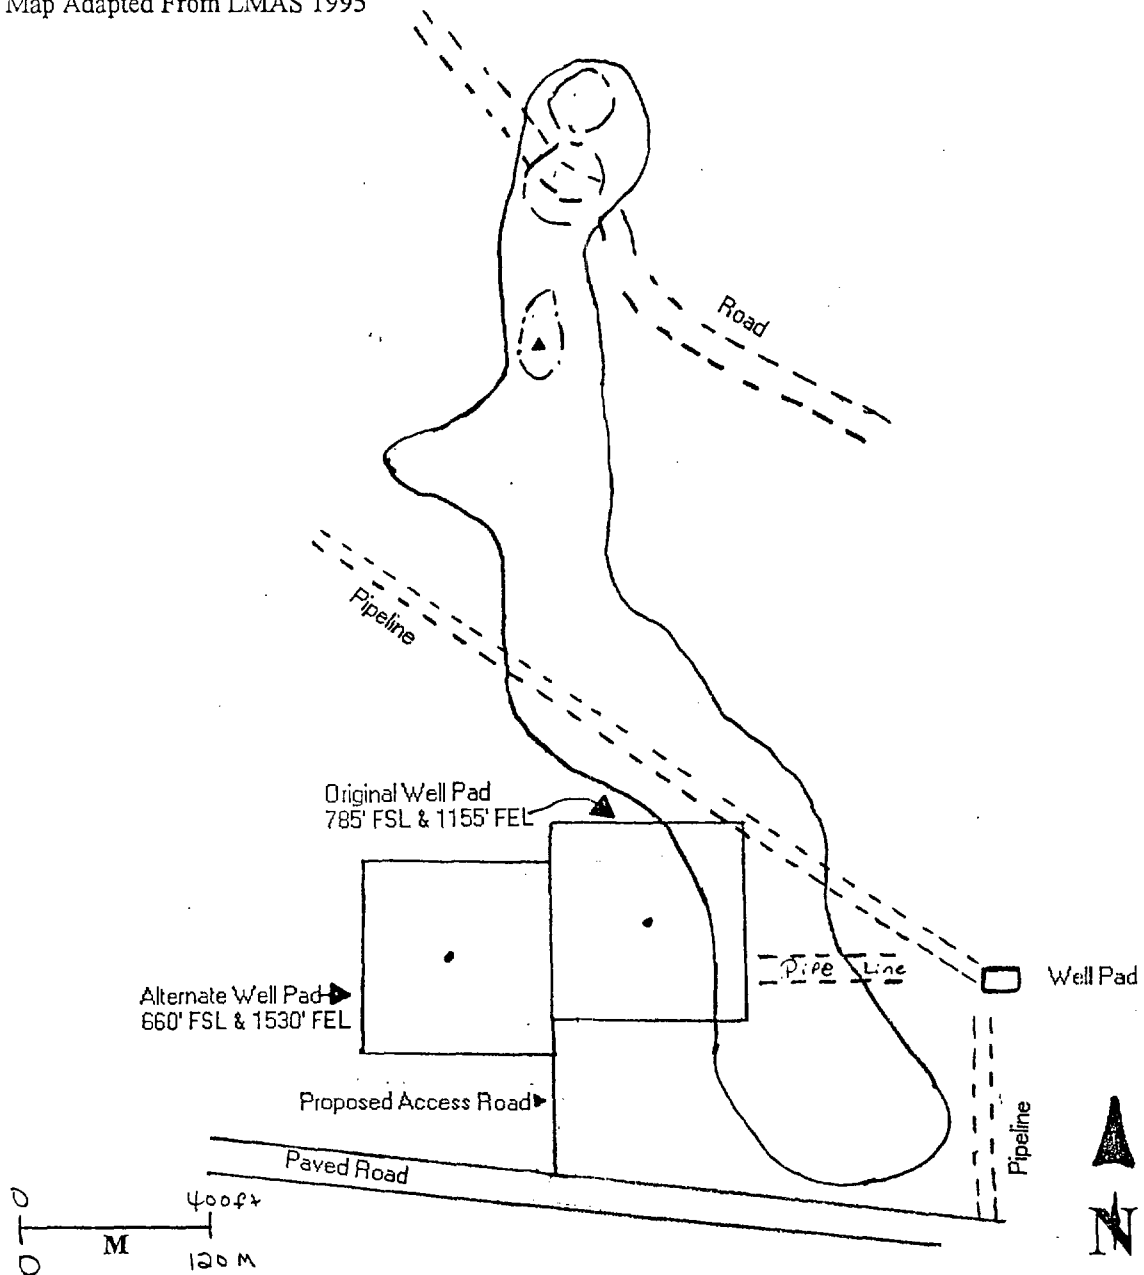 Map Adapted From LMAS 1995
Road
Pipeline
Original Well Pad
785' FSL & 1155' FEL
Pipe Line
Well Pad
Alternate Well Pad
660' FSL & 1530' FEL
Proposed Access Road
Pipeline
Paved Road
0 400ft
M
0 120 M
N